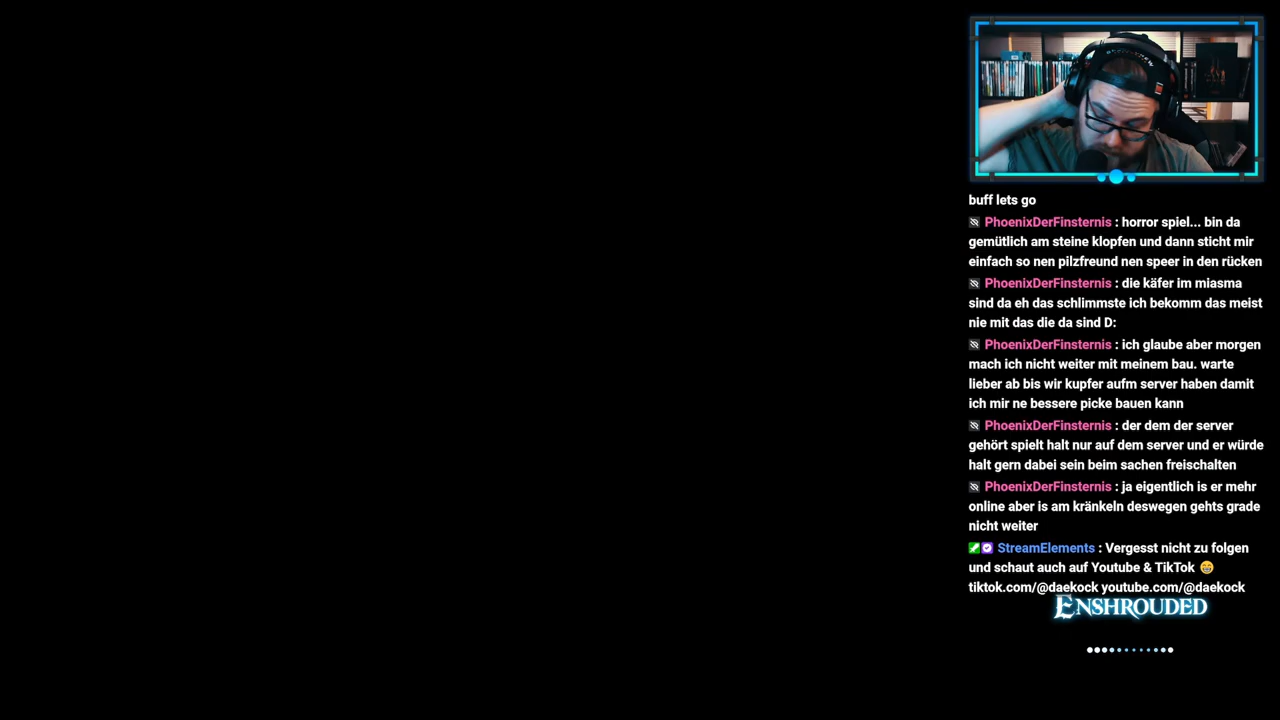 buff lets go
PhoenixDerFinsternis : horror spiel... bin da
gemütlich am steine klopfen und dann sticht mir
einfach so nen pilzfreund nen speer in den rücken
PhoenixDerFinsternis : die käfer im miasma
sind da eh das schlimmste ich bekomm das meist
nie mit das die da sind D:
PhoenixDerFinsternis : ich glaube aber morgen
mach ich nicht weiter mit meinem bau. warte
lieber ab bis wir kupfer aufm server haben damit
ich mir ne bessere picke bauen kann
PhoenixDerFinsternis : der dem der server
gehört spielt halt nur auf dem server und er würde
halt gern dabei sein beim sachen freischalten
PhoenixDerFinsternis : ja eigentlich is er mehr
online aber is am kränkeln deswegen gehts grade
nicht weiter
StreamElements : Vergesst nicht zu folgen
und schaut auch auf Youtube & TikTok 😁
tiktok.com/@daekock youtube.com/@daekock
ENSHROUDED